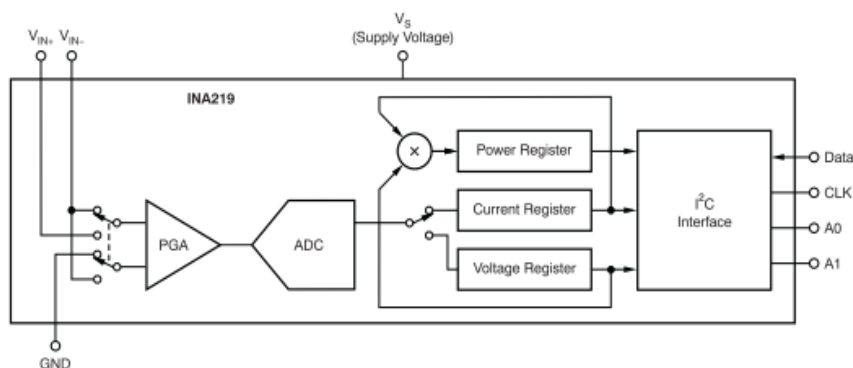 V_S
(Supply Voltage)
V_IN+ V_IN−
INA219
×
Power Register
Current Register
Voltage Register
PGA
ADC
I²C
Interface
Data
CLK
A0
A1
GND